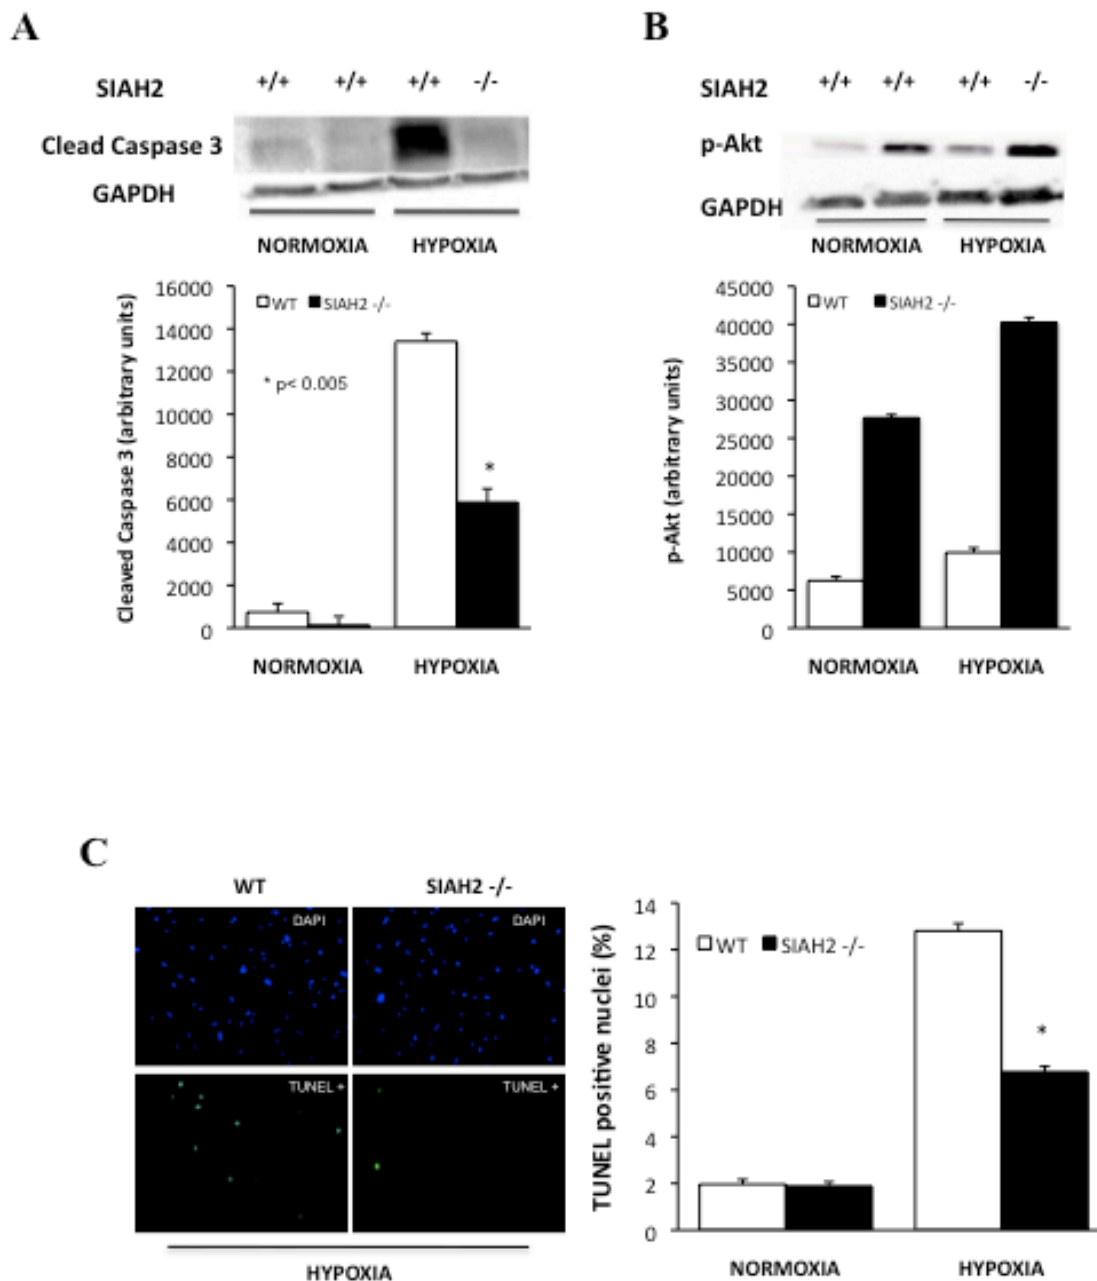 A
SIAH2 +/+ +/+ +/+ -/-
Clead Caspase 3
GAPDH
NORMOXIA HYPOXIA
16000
14000
12000
10000
8000
6000
4000
2000
0
Cleaved Caspase 3 (arbitrary units)
WT SIAH2 -/-
* p< 0.005
*
NORMOXIA HYPOXIA
B
SIAH2 +/+ +/+ +/+ -/-
p-Akt
GAPDH
NORMOXIA HYPOXIA
45000
40000
35000
30000
25000
20000
15000
10000
5000
0
p-Akt (arbitrary units)
WT SIAH2 -/-
NORMOXIA HYPOXIA
C
WT SIAH2 -/-
DAPI DAPI
TUNEL + TUNEL +
HYPOXIA
14
12
10
8
6
4
2
0
TUNEL positive nuclei (%)
WT SIAH2 -/-
*
NORMOXIA HYPOXIA